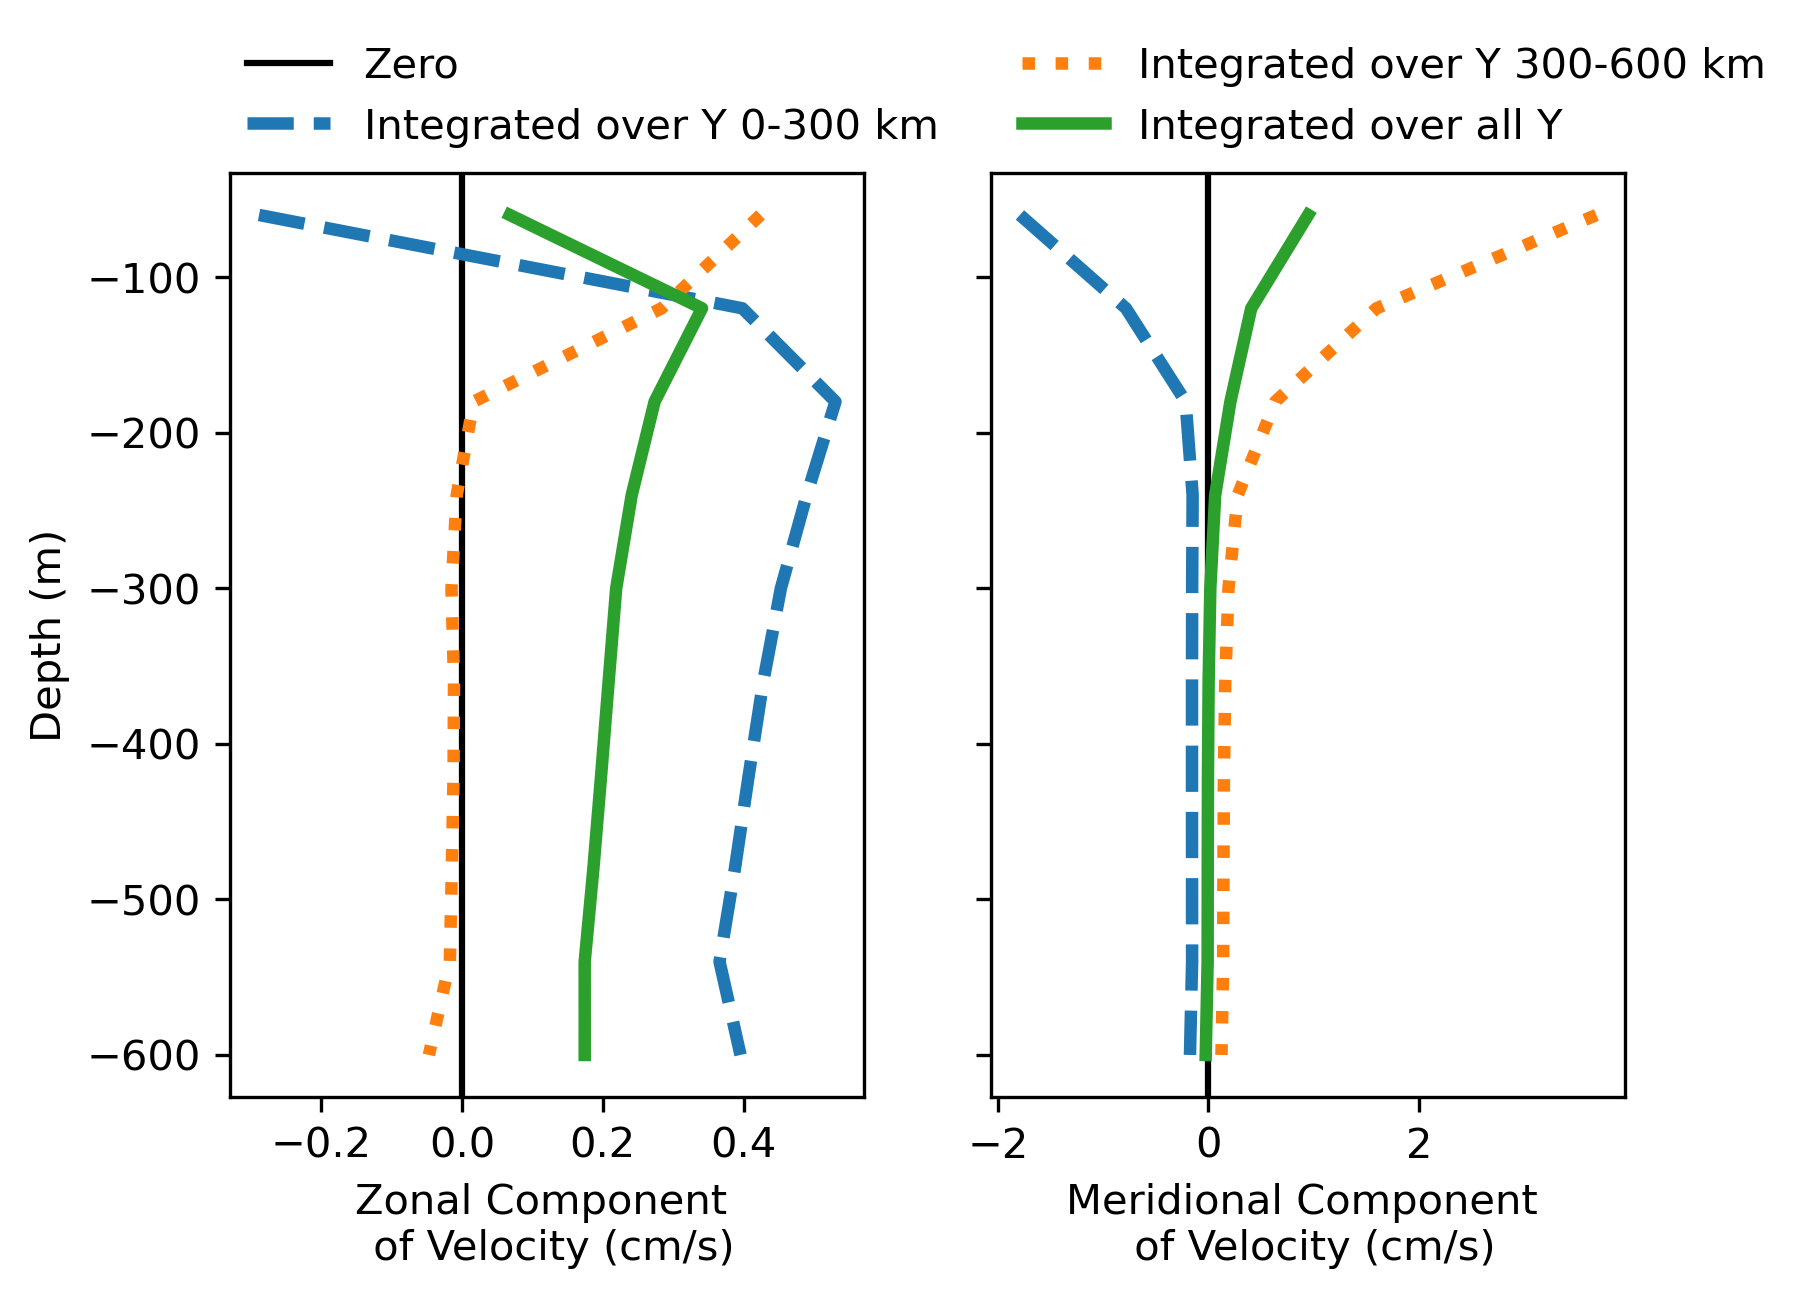 Zero
Integrated over Y 0-300 km
Integrated over Y 300-600 km
Integrated over all Y
Depth (m)
−100
−200
−300
−400
−500
−600
−0.2 0.0 0.2 0.4
Zonal Component
of Velocity (cm/s)
−2 0 2
Meridional Component
of Velocity (cm/s)